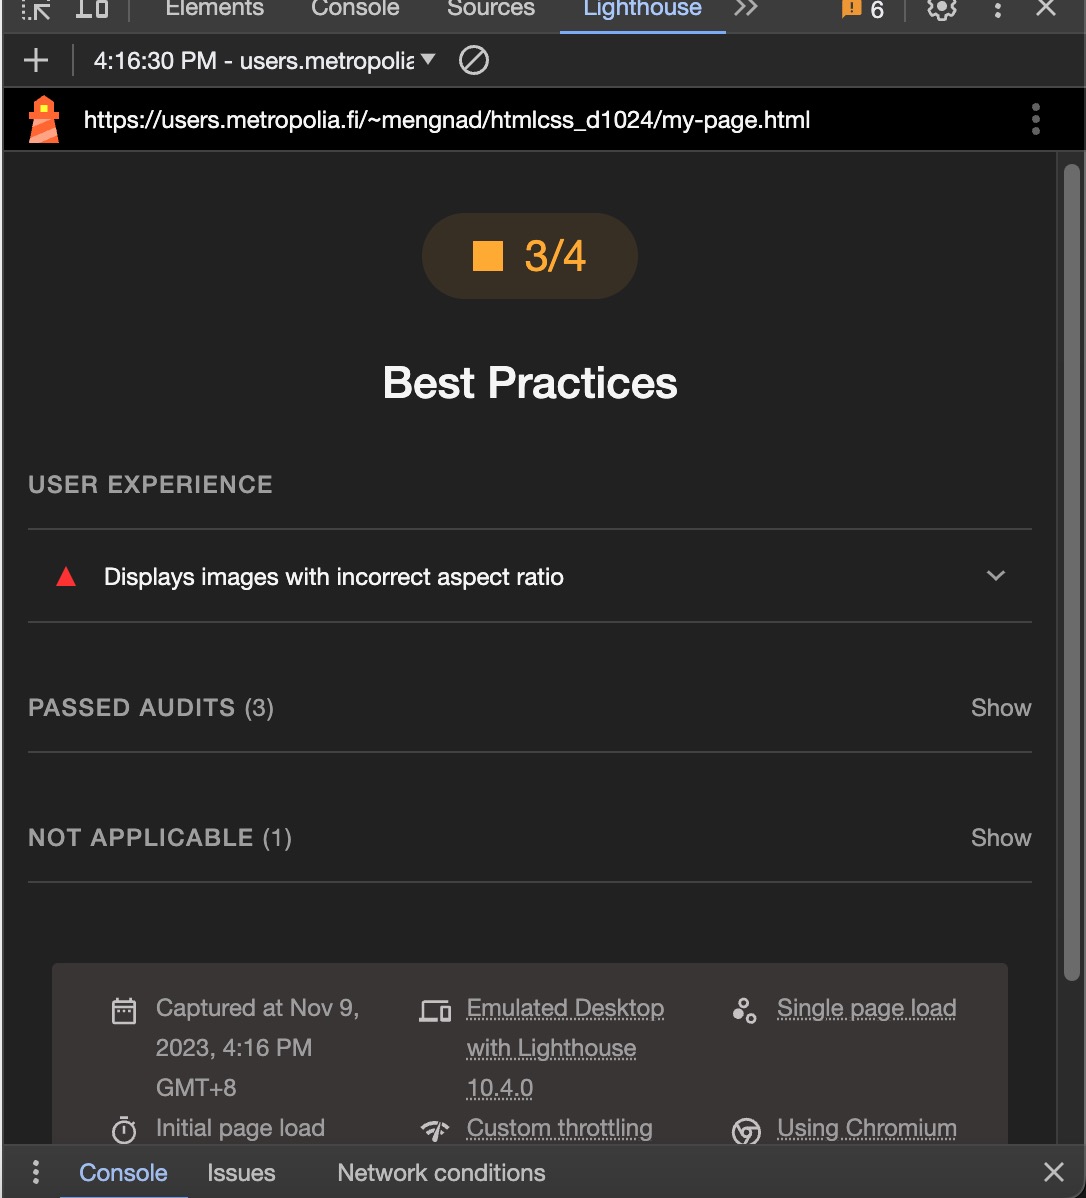 Elements Console Sources Lighthouse 6
4:16:30 PM - users.metropolia
https://users.metropolia.fi/~mengnad/htmlcss_d1024/my-page.html
3/4
Best Practices
USER EXPERIENCE
Displays images with incorrect aspect ratio
PASSED AUDITS (3) Show
NOT APPLICABLE (1) Show
Captured at Nov 9,
2023, 4:16 PM
GMT+8
Emulated Desktop
with Lighthouse
10.4.0
Single page load
Initial page load
Custom throttling
Using Chromium
Console Issues Network conditions